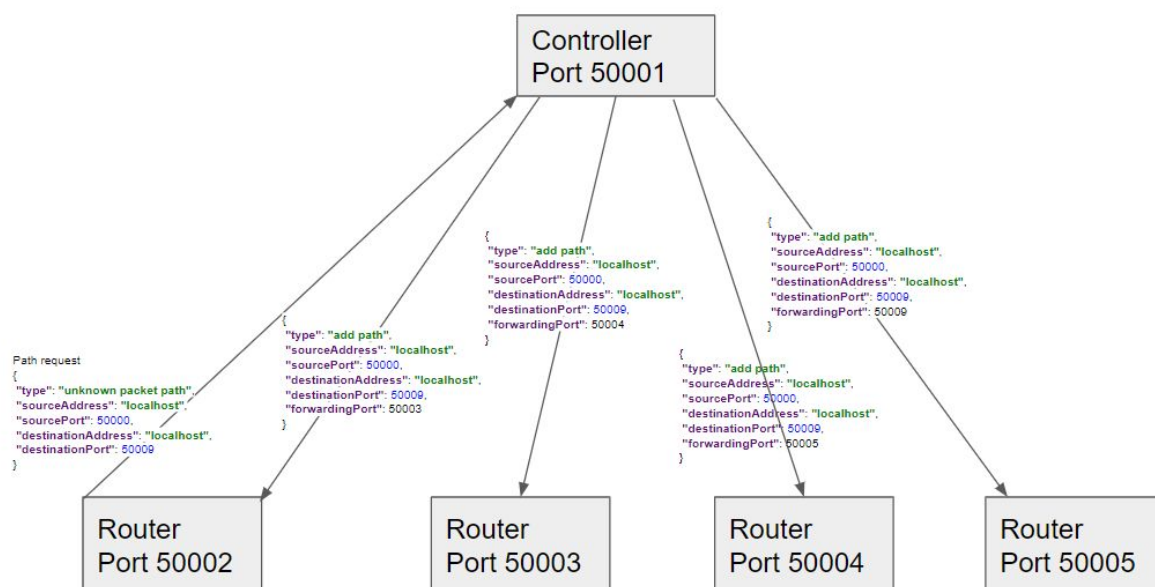 Controller
Port 50001
{
"type": "add path",
"sourceAddress": "localhost",
"sourcePort": 50000,
"destinationAddress": "localhost",
"destinationPort": 50009,
"forwardingPort": 50009
}
{
"type": "add path",
"sourceAddress": "localhost",
"sourcePort": 50000,
"destinationAddress": "localhost",
"destinationPort": 50009,
"forwardingPort": 50004
}
{
"type": "add path",
"sourceAddress": "localhost",
"sourcePort": 50000,
"destinationAddress": "localhost",
"destinationPort": 50009,
"forwardingPort": 50003
}
{
"type": "add path",
"sourceAddress": "localhost",
"sourcePort": 50000,
"destinationAddress": "localhost",
"destinationPort": 50009,
"forwardingPort": 50005
}
Path request
{
"type": "unknown packet path",
"sourceAddress": "localhost",
"sourcePort": 50000,
"destinationAddress": "localhost",
"destinationPort": 50009
}
Router
Port 50002
Router
Port 50003
Router
Port 50004
Router
Port 50005